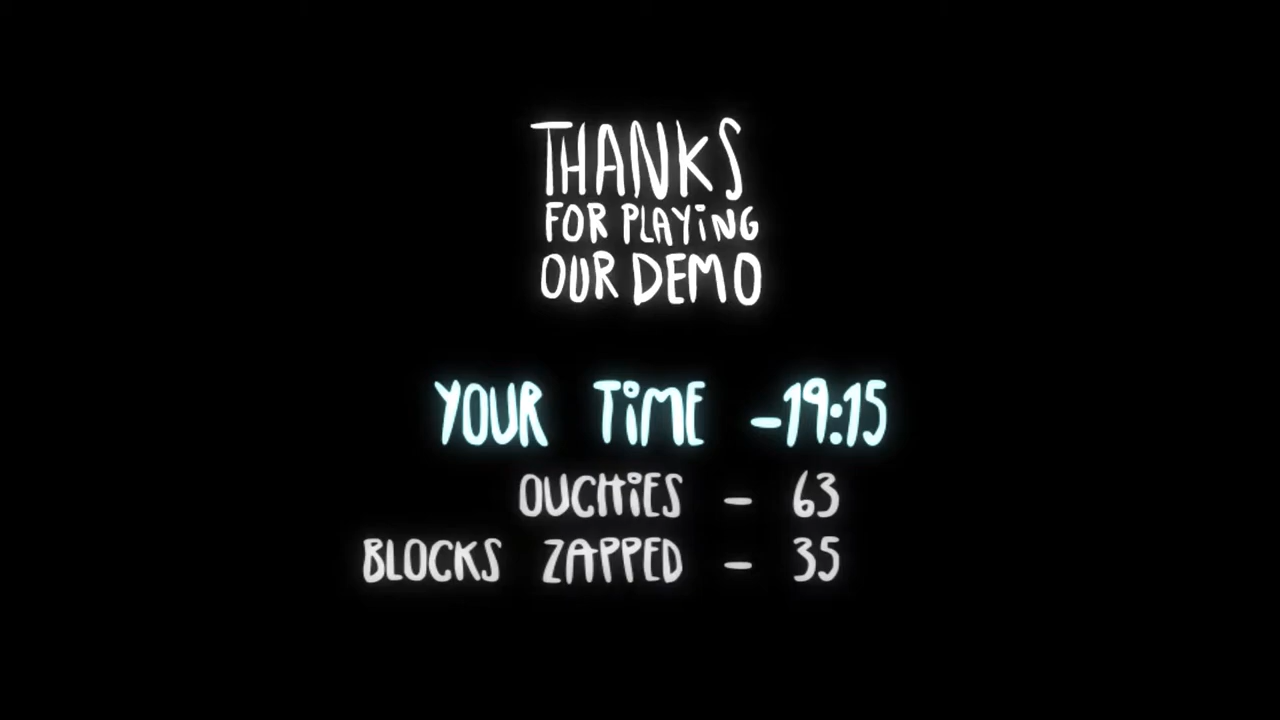 THANKS
FOR PLAYiNG
OUR DEMO
YOUR TiME -19:15
OUCHiES - 63
BLOCKS ZAPPED - 35